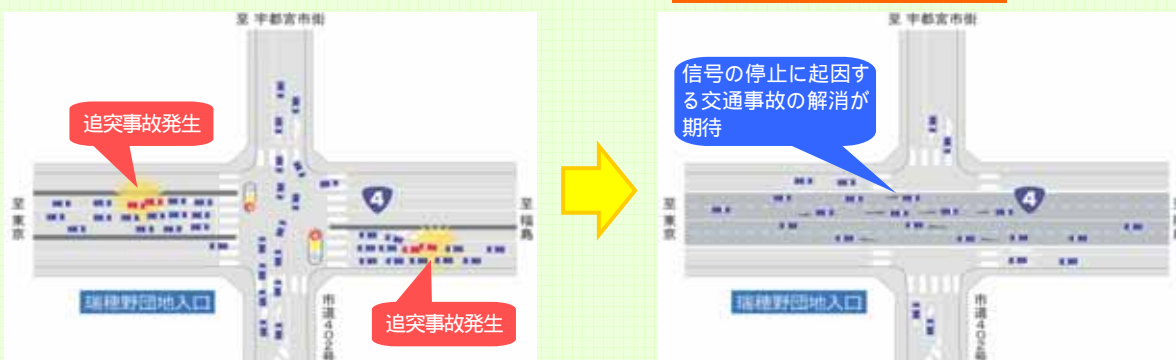 至 宇都宮市街
追突事故発生
4
至 東京
至 福島
瑞穂野団地入口
追突事故発生
市道402号
至 宇都宮市街
信号の停止に起因す
る交通事故の解消が
期待
4
至 東京
瑞穂野団地入口
市道402号